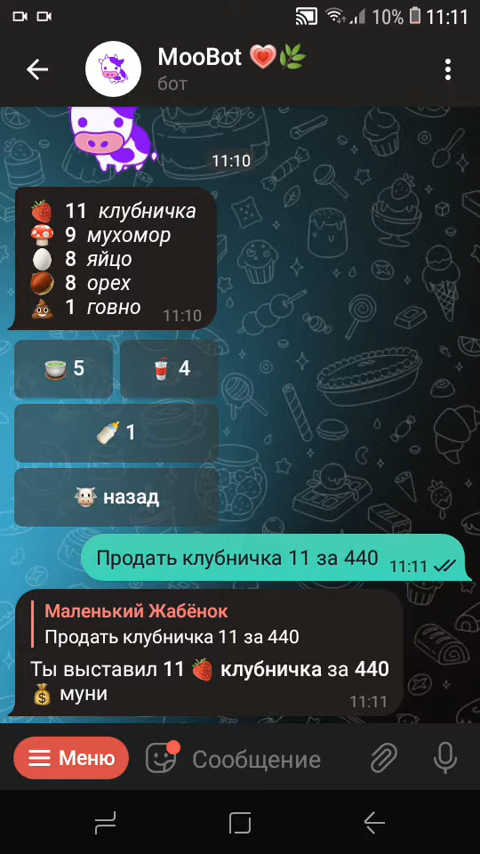 10% 11:11
MooBot
бот
11:10
11 клубничка
9 мухомор
8 яйцо
8 орех
1 говно 11:10
5 4
1
назад
Продать клубничка 11 за 440 11:11
Маленький Жабёнок
Продать клубничка 11 за 440
Ты выставил 11 клубничка за 440
муни 11:11
Меню Сообщение